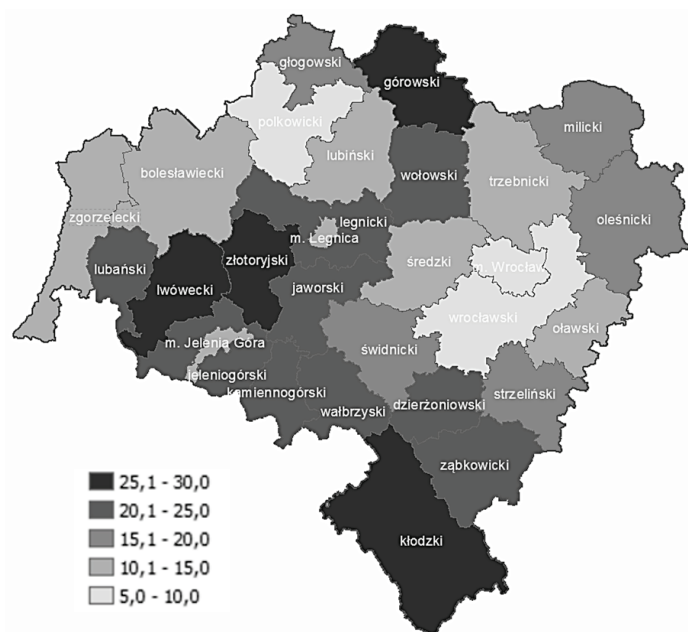 głogowski
górowski
milicki
polkowicki
lubiński
bolesławiecki
wołowski
trzebnicki
zgorzelecki
oleśnicki
legnicki
m. Legnica
lubański
złotoryjski
średzki
m. Wrocław
lwówecki
jaworski
wrocławski
oławski
m. Jelenią Góra
świdnicki
jeleniogórski
kamiennogórski
strzeliński
dzierżoniowski
wałbrzyski
ząbkowicki
kłodzki
25,1 - 30,0
20,1 - 25,0
15,1 - 20,0
10,1 - 15,0
5,0 - 10,0